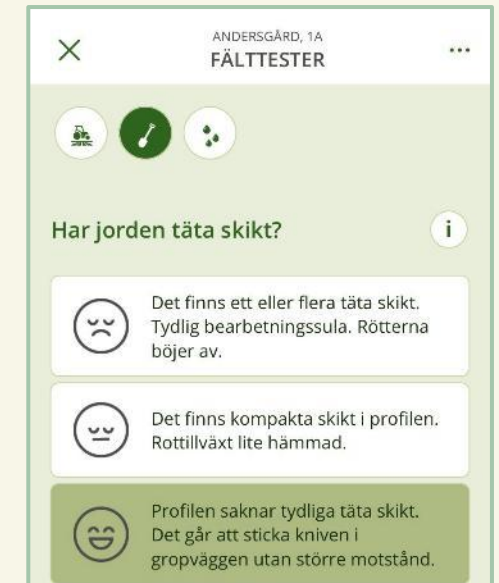 ANDERSGÅRD, 1A
FÄLTTESTER
Har jorden täta skikt?
i
Det finns ett eller flera täta skikt.
Tydlig bearbetningssula. Rötterna
böjer av.
Det finns kompakta skikt i profilen.
Rottillväxt lite hämmad.
Profilen saknar tydliga täta skikt.
Det går att sticka kniven i
gropväggen utan större motstånd.